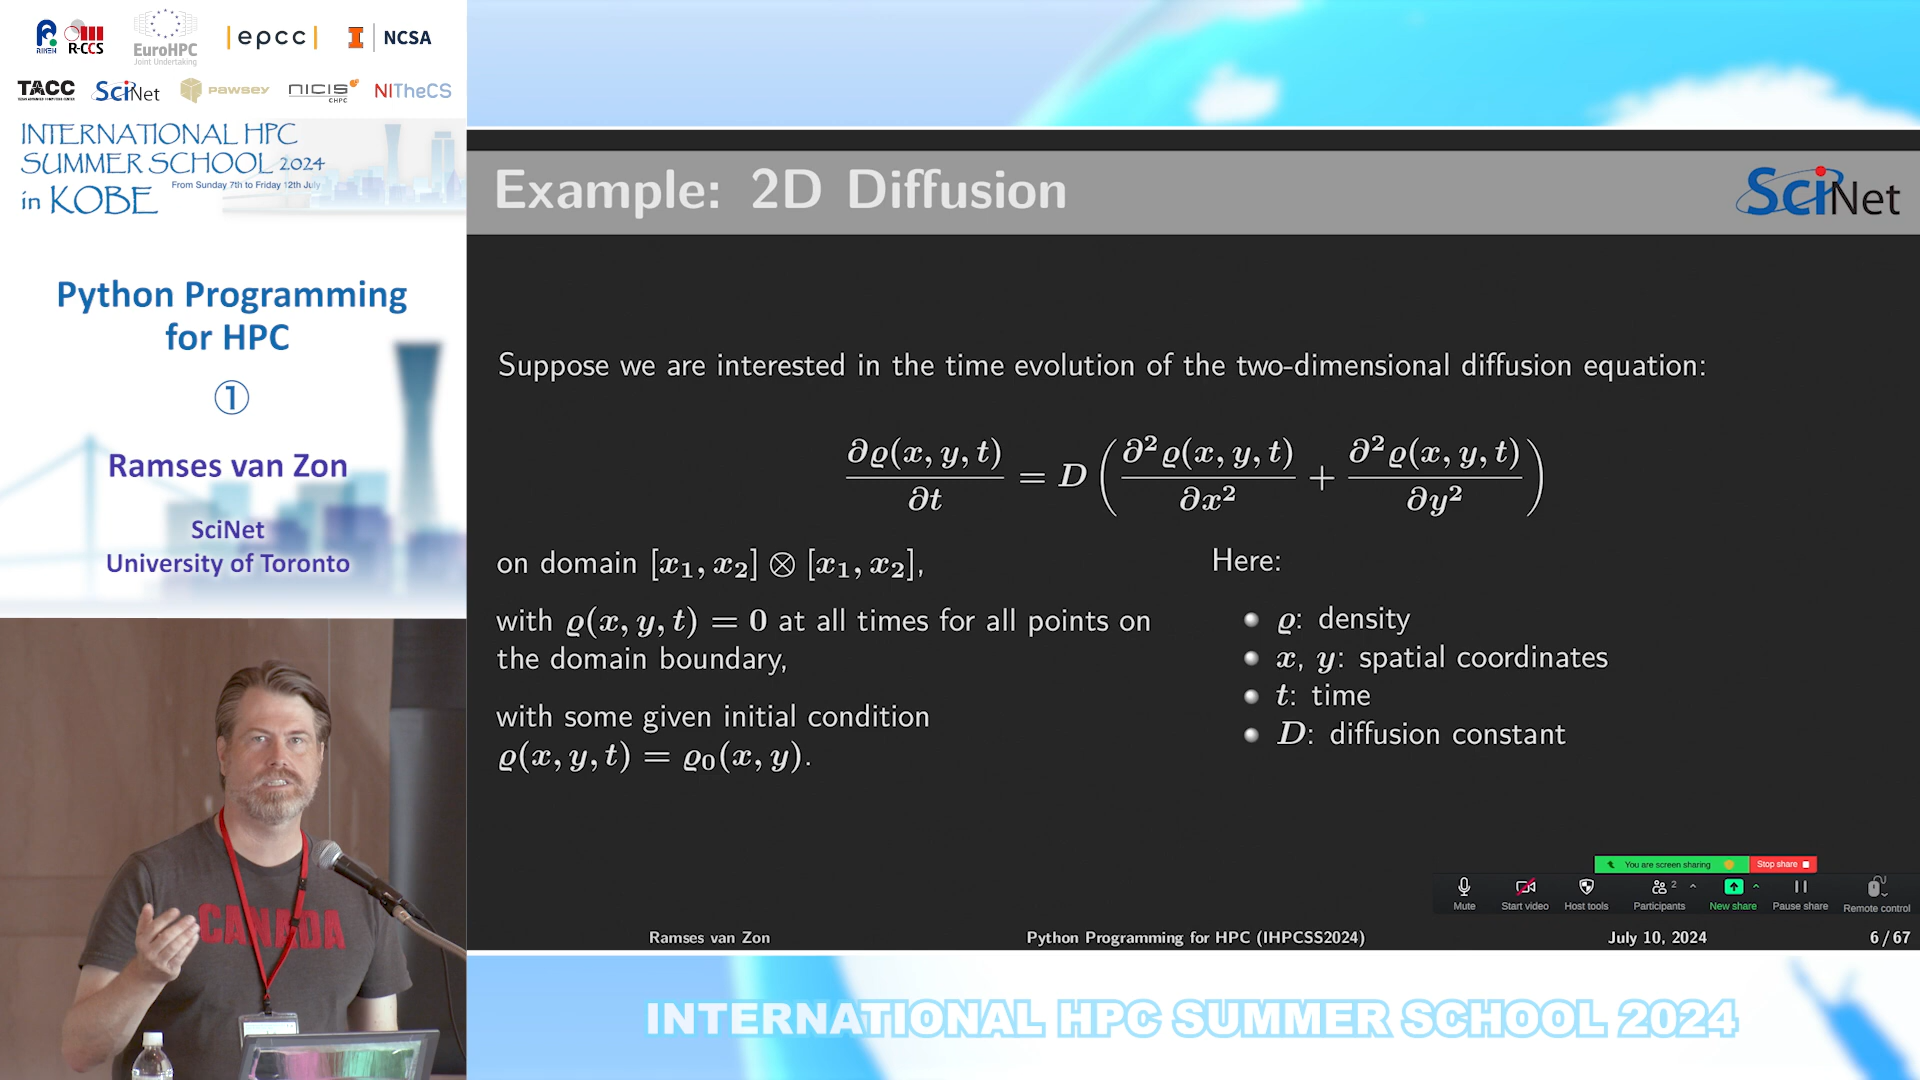 RIKEN
R-CCS
EuroHPC
Joint Undertaking
|epcc|
I NCSA
TACC
SciNet
PAWSEY
NICIS
CHPC
NITheCS
INTERNATIONAL HPC
SUMMER SCHOOL 2024
From Sunday 7th to Friday 12th July
in KOBE
Python Programming
for HPC
①
Ramses van Zon
SciNet
University of Toronto
CANADA
Example: 2D Diffusion
SciNet
Suppose we are interested in the time evolution of the two-dimensional diffusion equation:
∂ϱ(x, y, t)/∂t = D ( ∂²ϱ(x, y, t)/∂x² + ∂²ϱ(x, y, t)/∂y² )
on domain [x₁, x₂] ⊗ [x₁, x₂],
with ϱ(x, y, t) = 0 at all times for all points on
the domain boundary,
with some given initial condition
ϱ(x, y, t) = ϱ₀(x, y).
Here:
ϱ: density
x, y: spatial coordinates
t: time
D: diffusion constant
You are screen sharing
Stop share
2
Mute
Start video
Host tools
Participants
New share
Pause share
Remote control
Ramses van Zon
Python Programming for HPC (IHPCSS2024)
July 10, 2024
6 / 67
INTERNATIONAL HPC SUMMER SCHOOL 2024